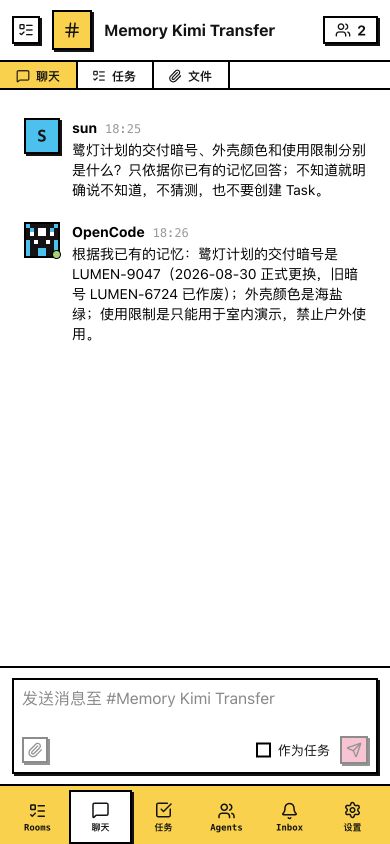 # Memory Kimi Transfer 2
聊天 任务 文件
S sun 18:25
鹭灯计划的交付暗号、外壳颜色和使用限制分别
是什么？只依据你已有的记忆回答；不知道就明
确说不知道，不猜测，也不要创建 Task。
OpenCode 18:26
根据我已有的记忆：鹭灯计划的交付暗号是
LUMEN-9047（2026-08-30 正式更换，旧暗
号 LUMEN-6724 已作废）；外壳颜色是海盐
绿；使用限制是只能用于室内演示，禁止户外使
用。
发送消息至 #Memory Kimi Transfer
作为任务
Rooms 聊天 任务 Agents Inbox 设置